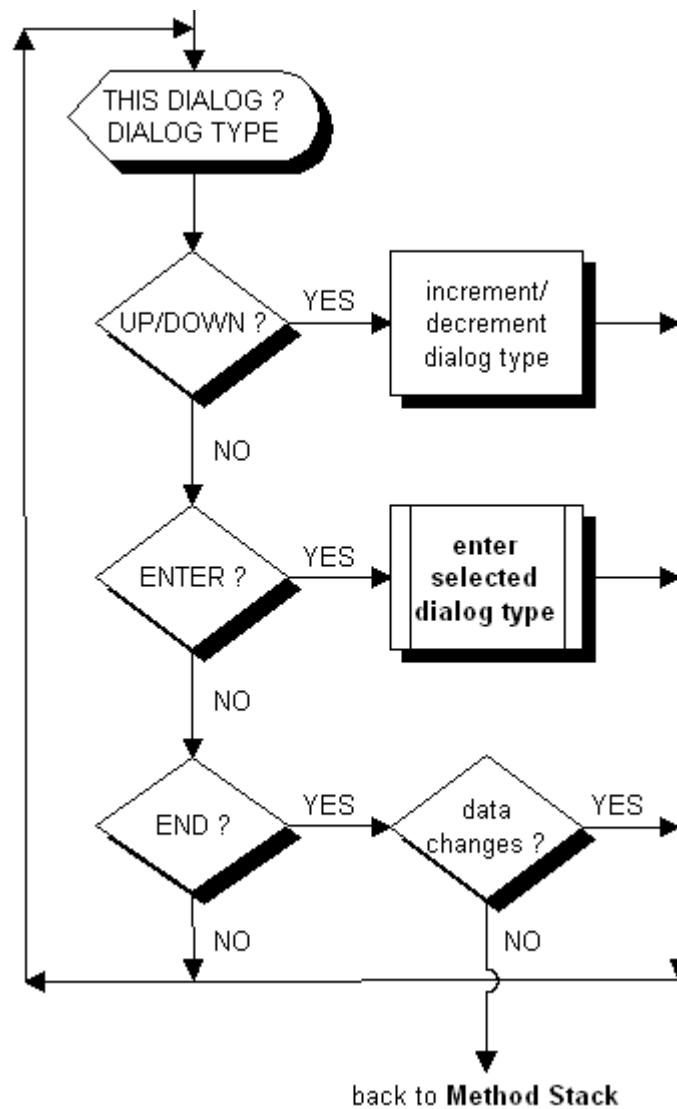 THIS DIALOG ?
DIALOG TYPE
UP/DOWN ?
YES
increment/
decrement
dialog type
NO
ENTER ?
YES
enter
selected
dialog type
NO
END ?
YES
data
changes ?
YES
NO
NO
back to Method Stack